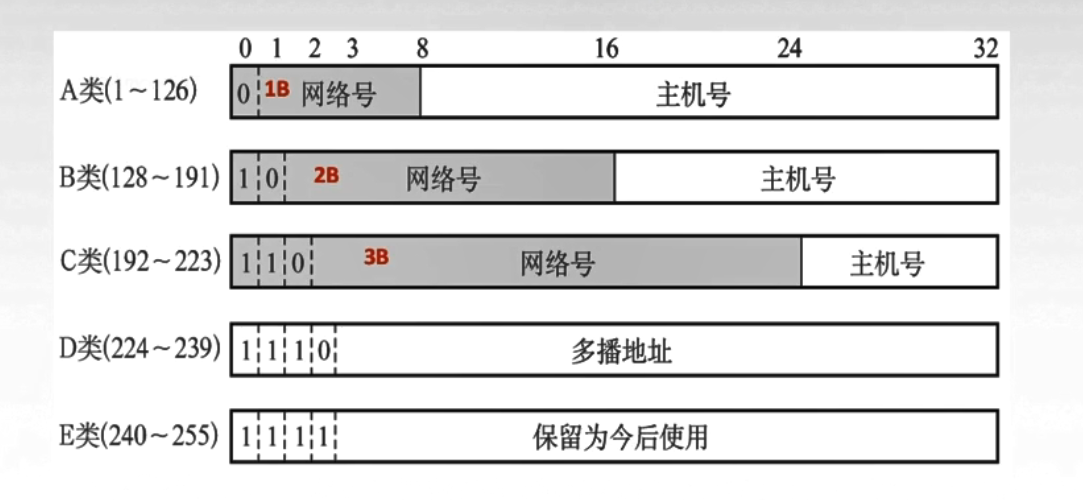 0 1 2 3 8 16 24 32
A类(1～126) 0 1B 网络号 主机号
B类(128～191) 1 0 2B 网络号 主机号
C类(192～223) 1 1 0 3B 网络号 主机号
D类(224～239) 1 1 1 0 多播地址
E类(240～255) 1 1 1 1 保留为今后使用